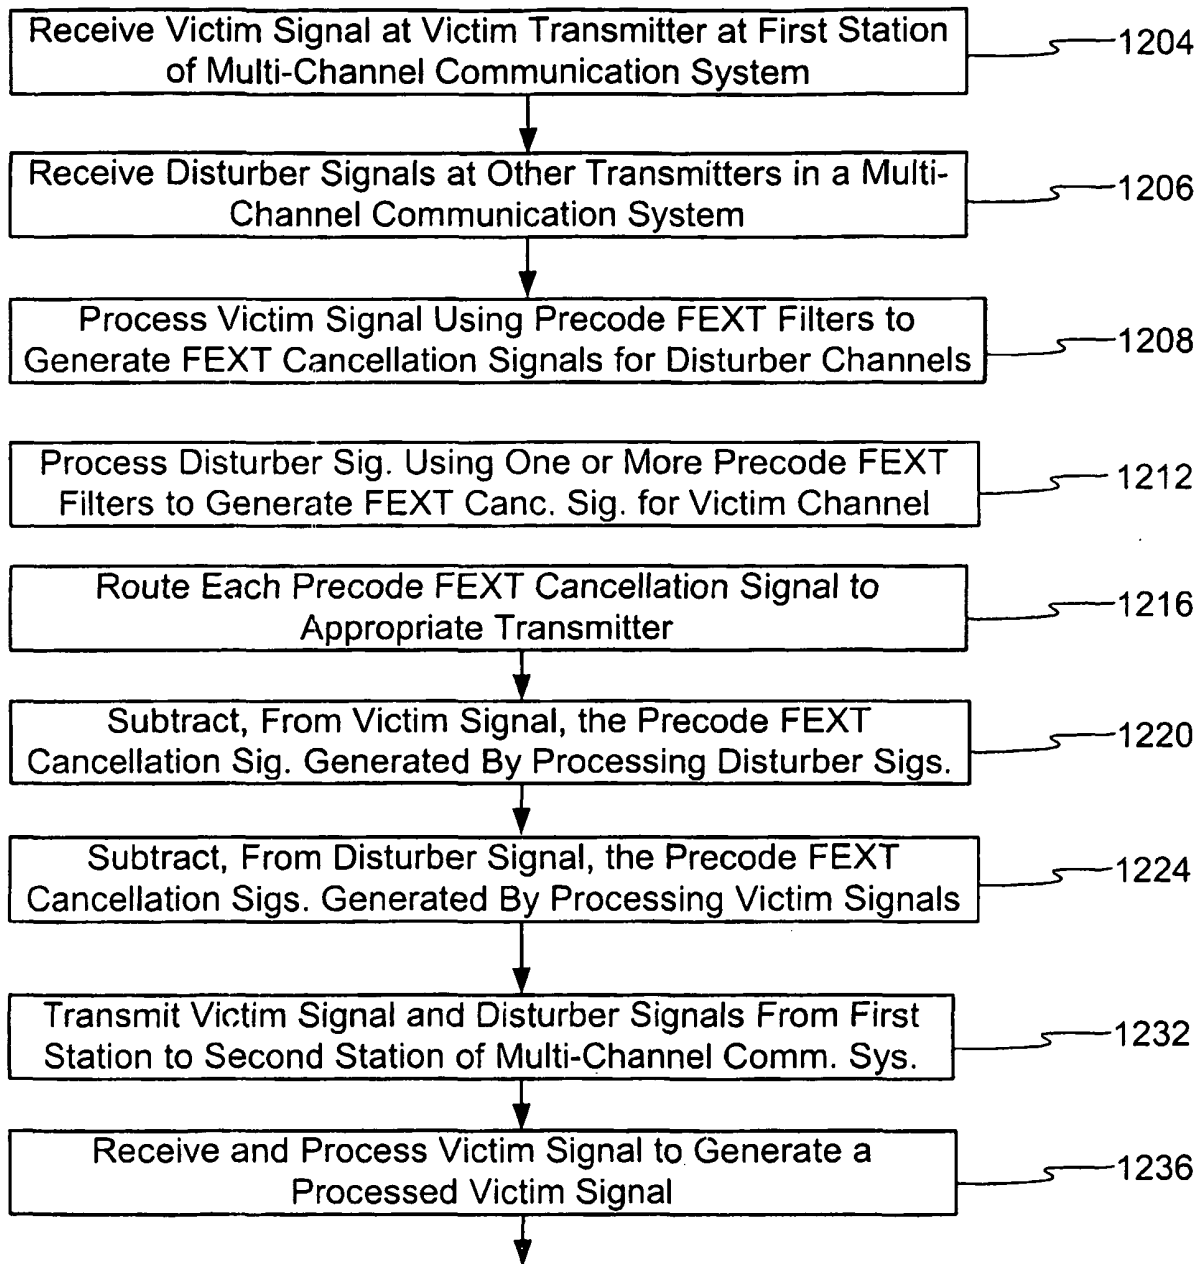 Receive Victim Signal at Victim Transmitter at First Station
of Multi-Channel Communication System
1204
Receive Disturber Signals at Other Transmitters in a Multi-
Channel Communication System
1206
Process Victim Signal Using Precode FEXT Filters to
Generate FEXT Cancellation Signals for Disturber Channels
1208
Process Disturber Sig. Using One or More Precode FEXT
Filters to Generate FEXT Canc. Sig. for Victim Channel
1212
Route Each Precode FEXT Cancellation Signal to
Appropriate Transmitter
1216
Subtract, From Victim Signal, the Precode FEXT
Cancellation Sig. Generated By Processing Disturber Sigs.
1220
Subtract, From Disturber Signal, the Precode FEXT
Cancellation Sigs. Generated By Processing Victim Signals
1224
Transmit Victim Signal and Disturber Signals From First
Station to Second Station of Multi-Channel Comm. Sys.
1232
Receive and Process Victim Signal to Generate a
Processed Victim Signal
1236